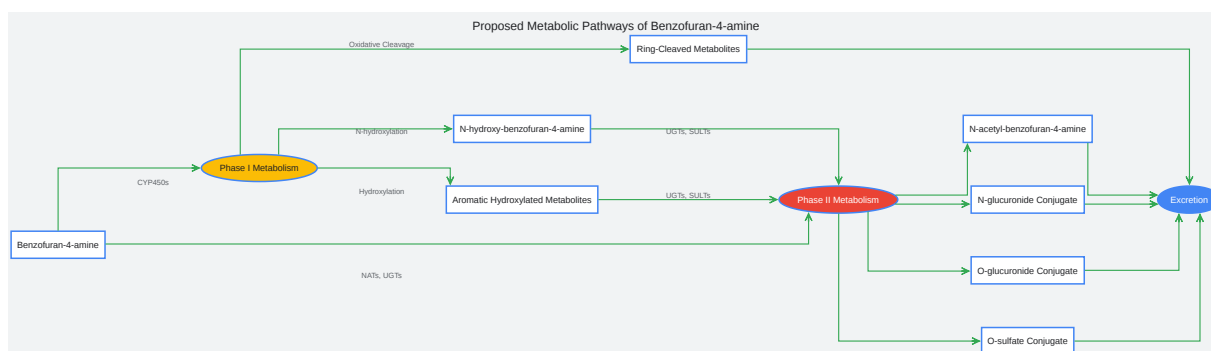 Proposed Metabolic Pathways of Benzofuran-4-amine
Oxidative Cleavage
Ring-Cleaved Metabolites
N-hydroxylation
N-hydroxy-benzofuran-4-amine
UGTs, SULTs
N-acetyl-benzofuran-4-amine
Phase I Metabolism
CYP450s
Hydroxylation
Aromatic Hydroxylated Metabolites
UGTs, SULTs
Phase II Metabolism
N-glucuronide Conjugate
Excretion
Benzofuran-4-amine
NATs, UGTs
O-glucuronide Conjugate
O-sulfate Conjugate